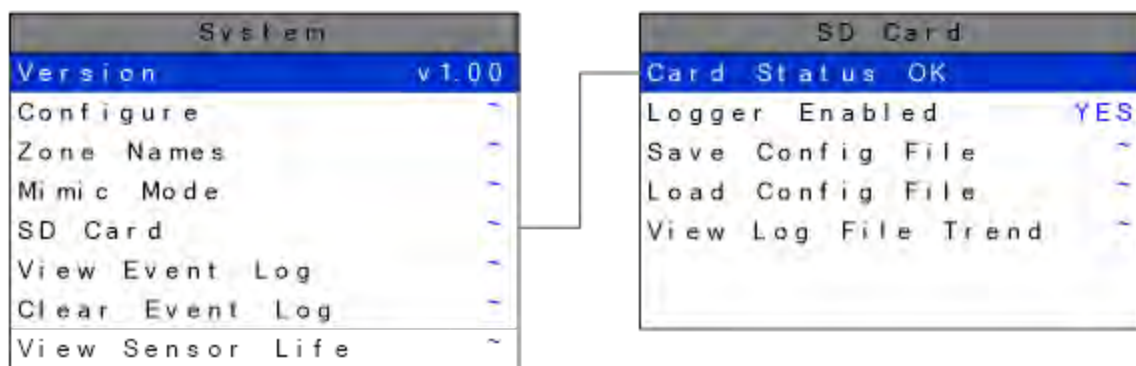 System
Version v1.00
Configure ~
Zone Names ~
Mimic Mode ~
SD Card ~
View Event Log ~
Clear Event Log ~
View Sensor Life ~
SD Card
Card Status OK
Logger Enabled YES
Save Config File ~
Load Config File ~
View Log File Trend ~